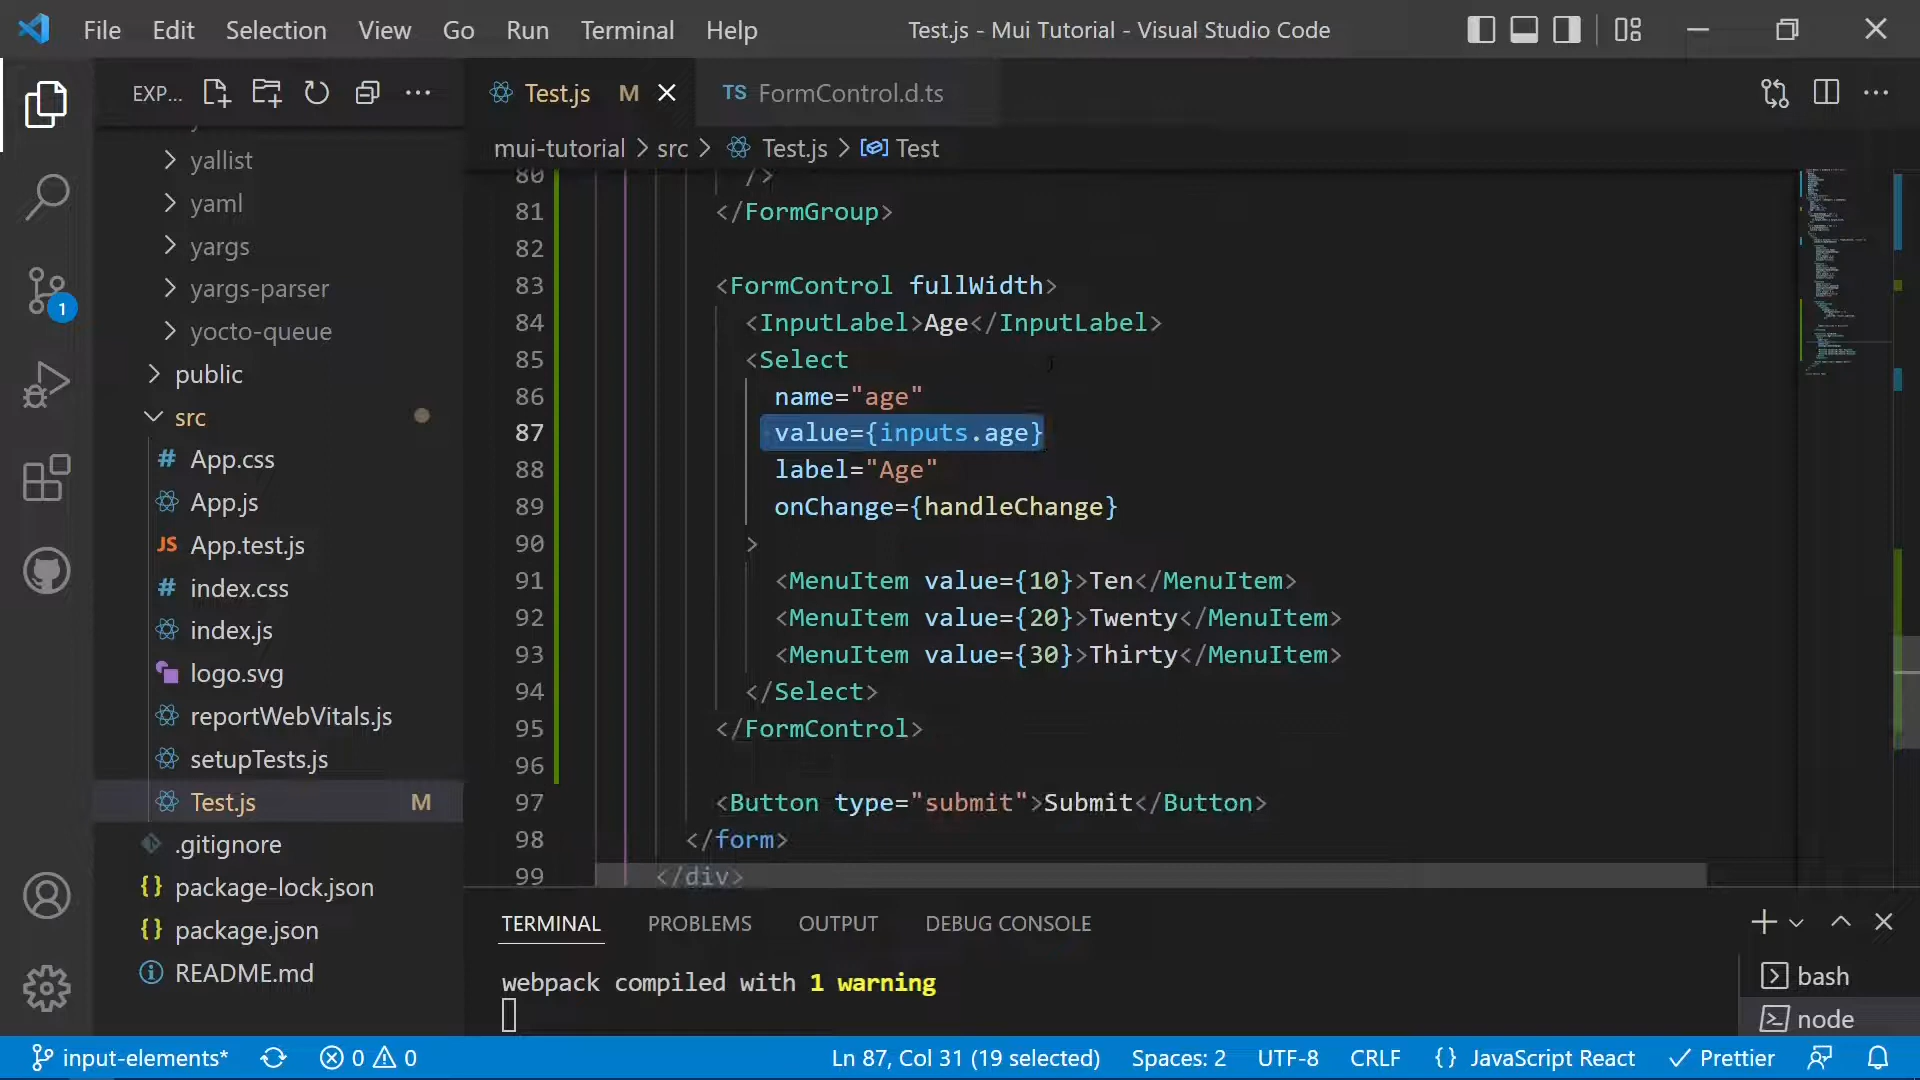 File Edit Selection View Go Run Terminal Help
Test.js - Mui Tutorial - Visual Studio Code
EXP...
Test.js M
TS FormControl.d.ts
mui-tutorial > src > Test.js > Test
yallist
yaml
yargs
yargs-parser
yocto-queue
public
src
# App.css
App.js
JS App.test.js
# index.css
index.js
logo.svg
reportWebVitals.js
setupTests.js
Test.js M
.gitignore
{} package-lock.json
{} package.json
README.md
1
80 />
81 </FormGroup>
82
83 <FormControl fullWidth>
84 <InputLabel>Age</InputLabel>
85 <Select
86 name="age"
87 value={inputs.age}
88 label="Age"
89 onChange={handleChange}
90 >
91 <MenuItem value={10}>Ten</MenuItem>
92 <MenuItem value={20}>Twenty</MenuItem>
93 <MenuItem value={30}>Thirty</MenuItem>
94 </Select>
95 </FormControl>
96
97 <Button type="submit">Submit</Button>
98 </form>
99 </div>
TERMINAL PROBLEMS OUTPUT DEBUG CONSOLE
webpack compiled with 1 warning
bash
node
input-elements* 0 0 Ln 87, Col 31 (19 selected) Spaces: 2 UTF-8 CRLF {} JavaScript React Prettier